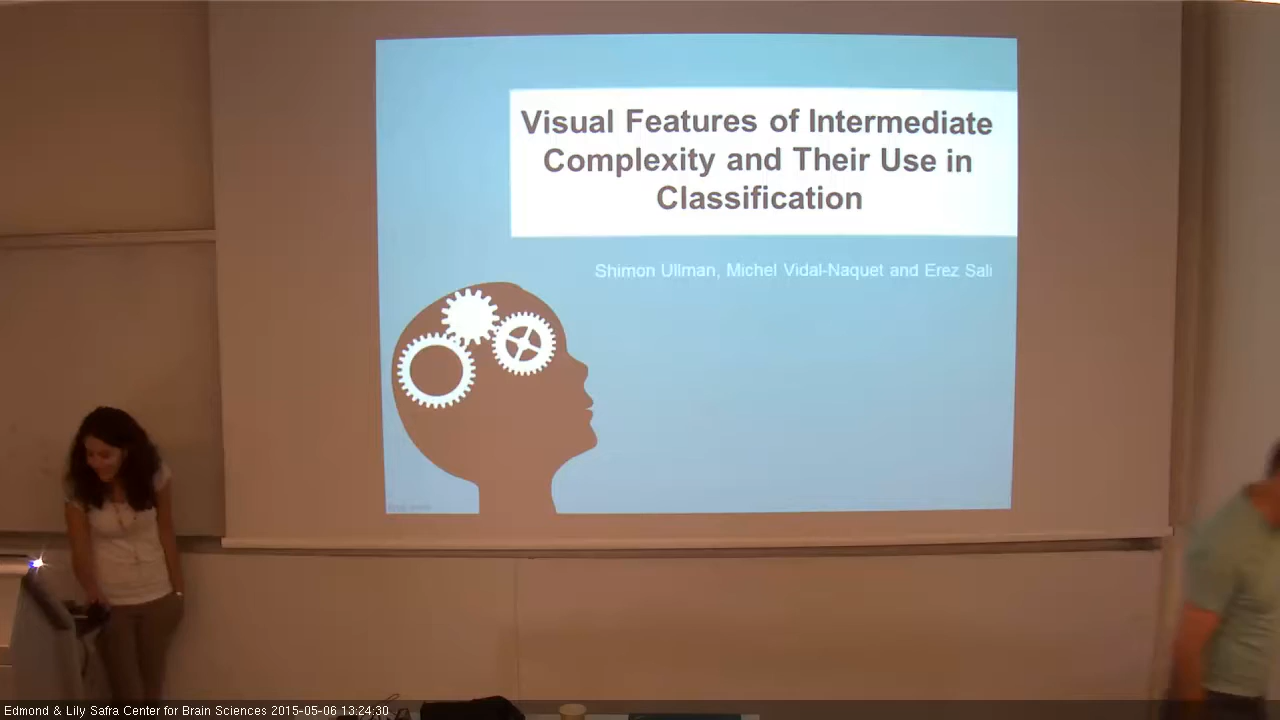 Visual Features of Intermediate
Complexity and Their Use in
Classification
Shimon Ullman, Michel Vidal-Naquet and Erez Sali
Edmond & Lily Safra Center for Brain Sciences 2015-05-06 13:24:30